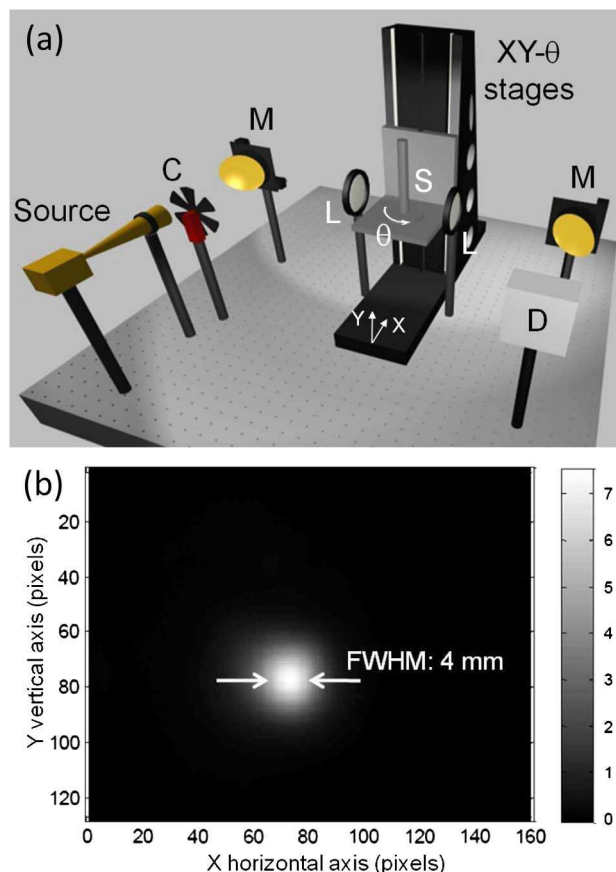 (a)
XY-θ
stages
M
C
Source
S
L
θ
L
M
D
Y
X
(b)
7
6
5
4
3
2
1
0
20
40
60
80
100
120
Y vertical axis (pixels)
FWHM: 4 mm
0 20 40 60 80 100 120 140 160
X horizontal axis (pixels)